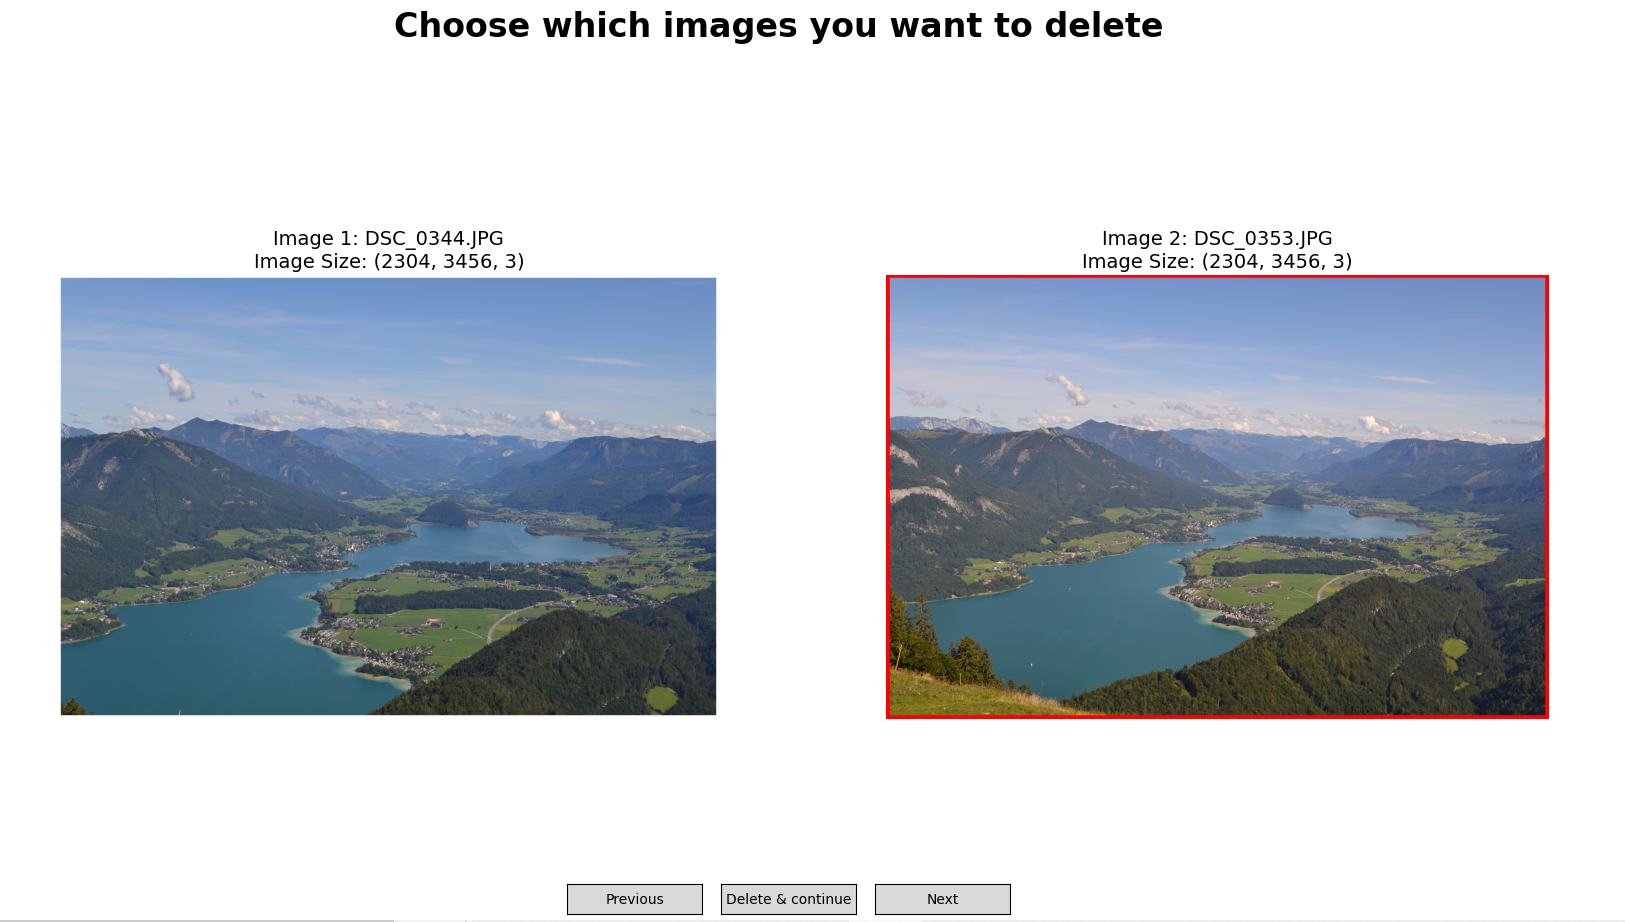 Choose which images you want to delete
Image 1: DSC_0344.JPG
Image Size: (2304, 3456, 3)
Image 2: DSC_0353.JPG
Image Size: (2304, 3456, 3)
Previous
Delete & continue
Next